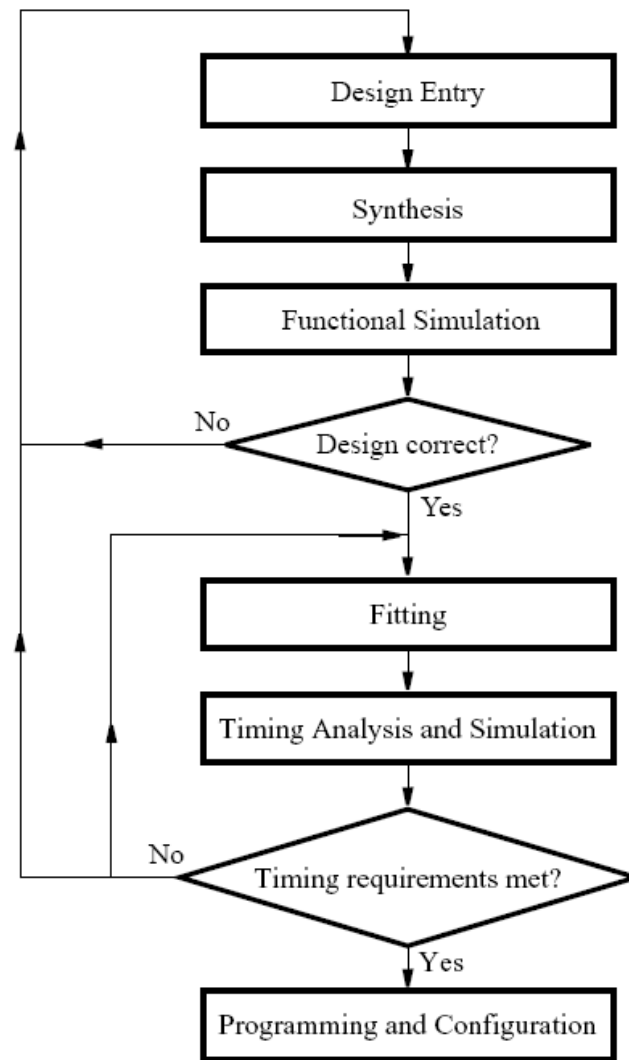 Design Entry
Synthesis
Functional Simulation
No
Design correct?
Yes
Fitting
Timing Analysis and Simulation
No
Timing requirements met?
Yes
Programming and Configuration